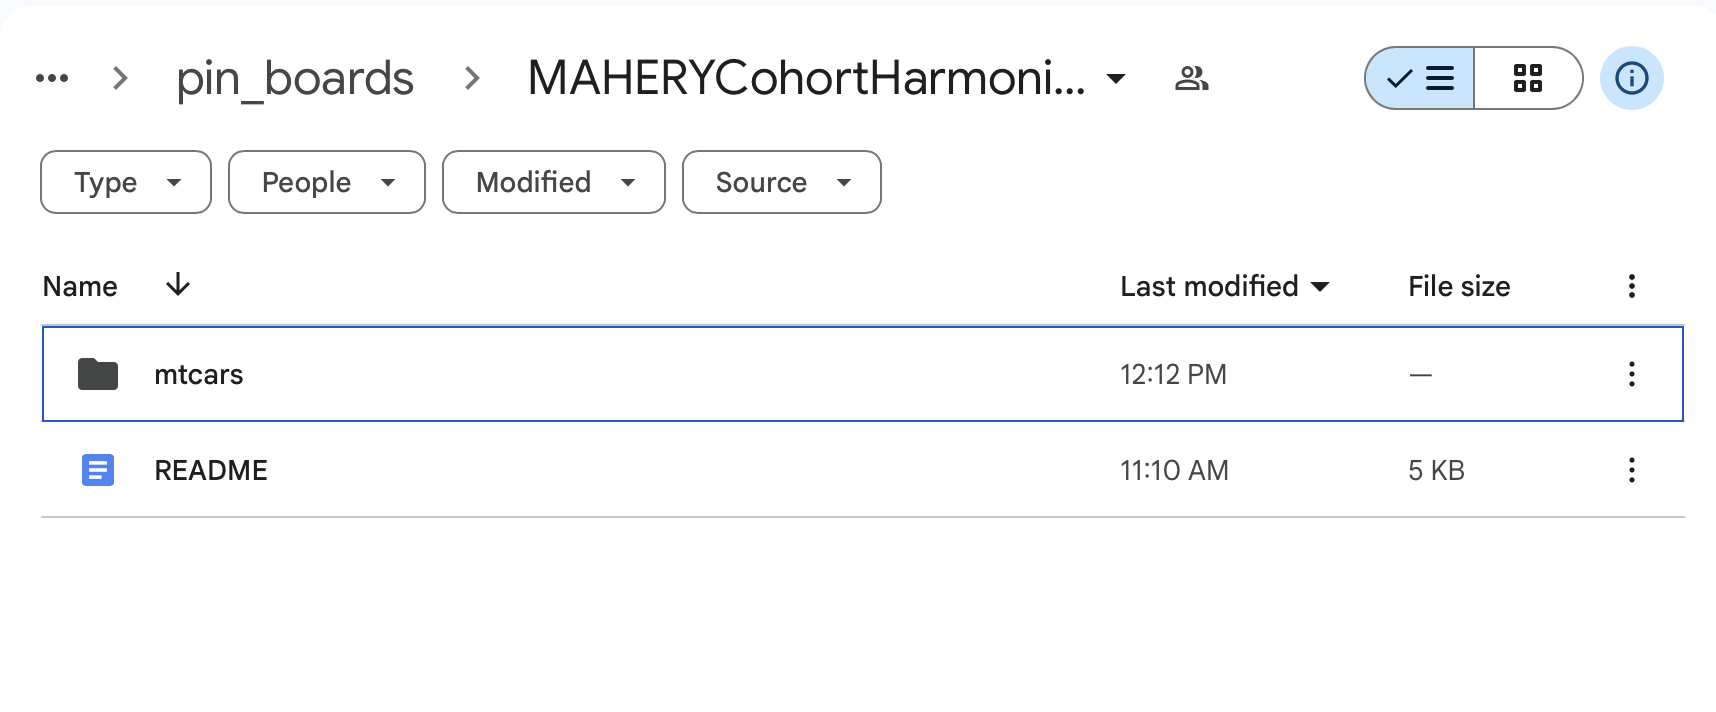 ... > pin_boards > MAHERYCohortHarmoni...
Type People Modified Source
Name Last modified File size
mtcars 12:12 PM —
README 11:10 AM 5 KB